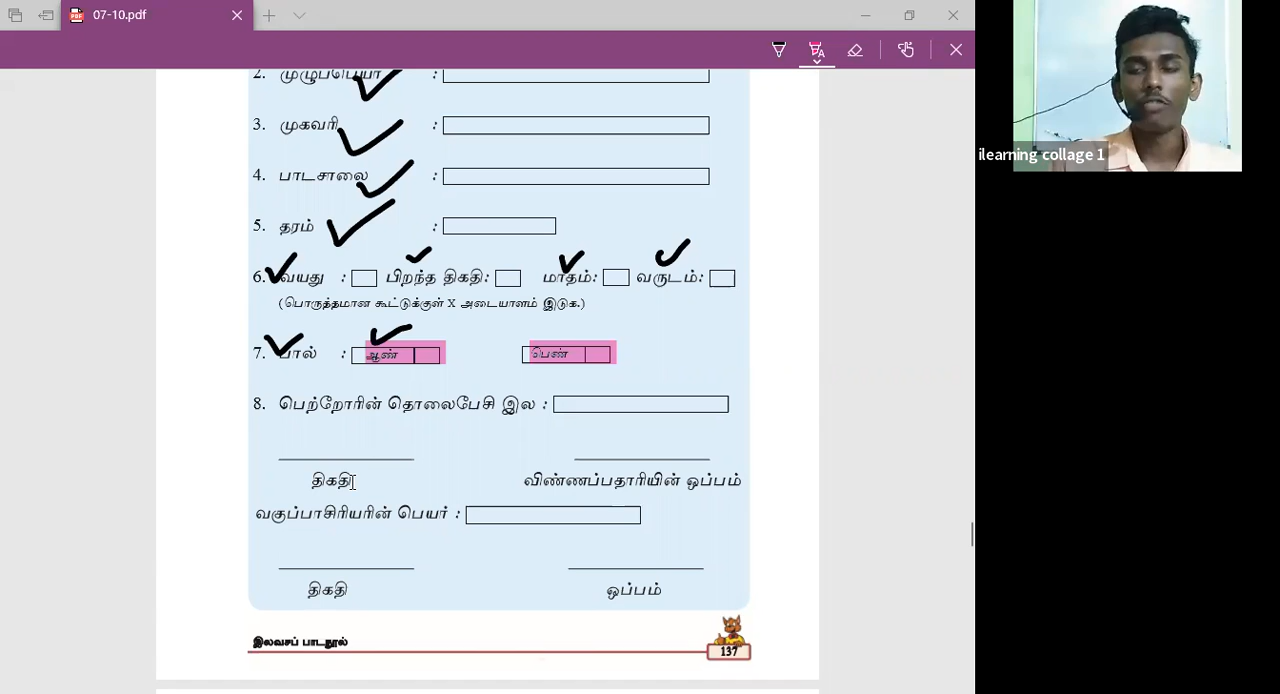 07-10.pdf
ilearning collage 1
2. முழுப்பெயர் :
3. முகவரி :
4. பாடசாலை :
5. தரம் :
6. வயது : பிறந்த திகதி: மாதம்: வருடம்:
(பொருத்தமான கூட்டுக்குள் X அடையாளம் இடுக.)
7. பால் : ஆண் பெண்
8. பெற்றோரின் தொலைபேசி இல :
திகதி விண்ணப்பதாரியின் ஒப்பம்
வகுப்பாசிரியரின் பெயர் :
திகதி ஒப்பம்
இலவசப் பாடநூல்
137